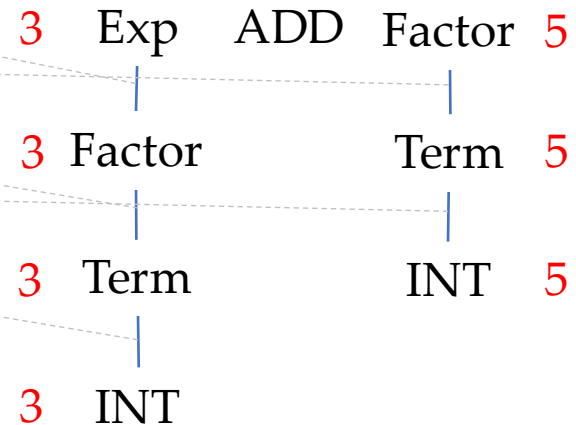 3 Exp ADD Factor 5
3 Factor Term 5
3 Term INT 5
3 INT